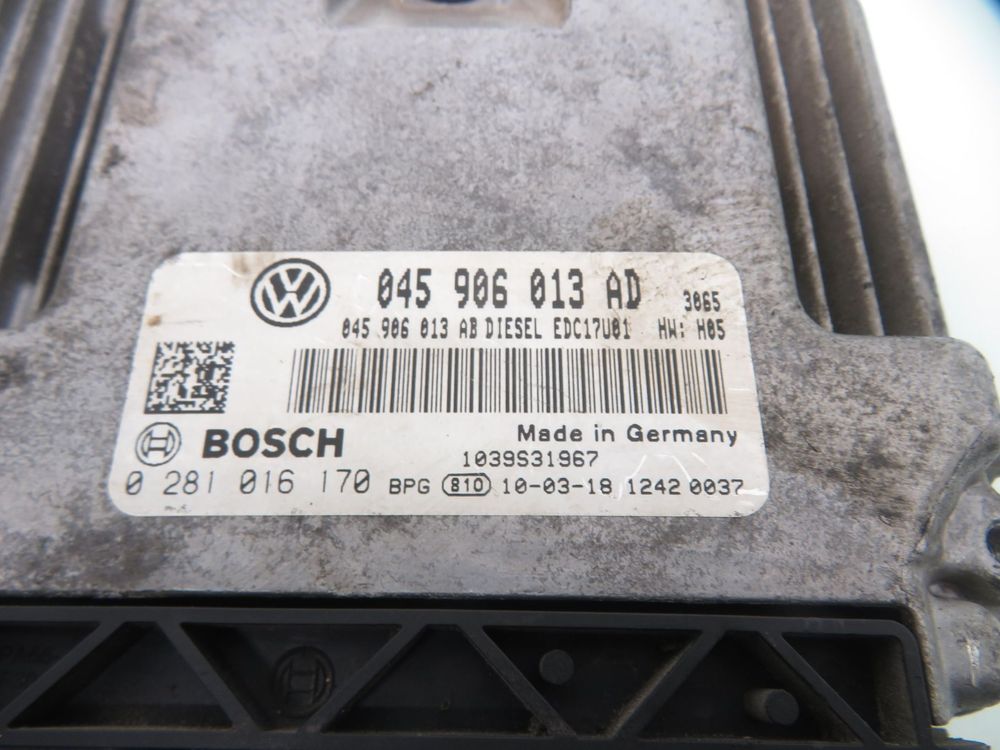 045 906 013 AD 3065
045 906 013 AB DIESEL EDC17U01 HW: H05
BOSCH Made in Germany
1039S31967
0 281 016 170 BPG 810 10-03-18 1242 0037